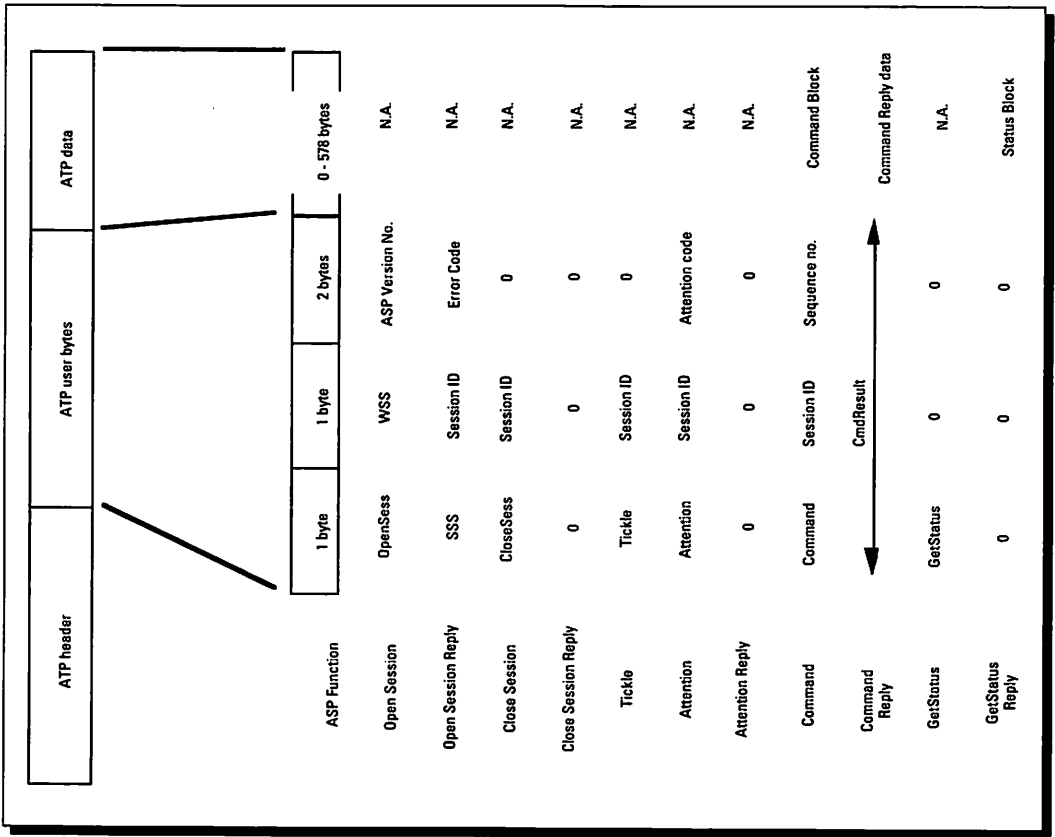 ATP header ATP user bytes ATP data
ASP Function 1 byte 1 byte 2 bytes 0 - 578 bytes
Open Session OpenSess WSS ASP Version No. N.A.
Open Session Reply SSS Session ID Error Code N.A.
Close Session CloseSess Session ID 0 N.A.
Close Session Reply 0 0 0 N.A.
Tickle Tickle Session ID 0 N.A.
Attention Attention Session ID Attention code N.A.
Attention Reply 0 0 0 N.A.
Command Command Session ID Sequence no. Command Block
Command
Reply CmdResult Command Reply data
GetStatus GetStatus 0 0 N.A.
GetStatus
Reply 0 0 0 Status Block